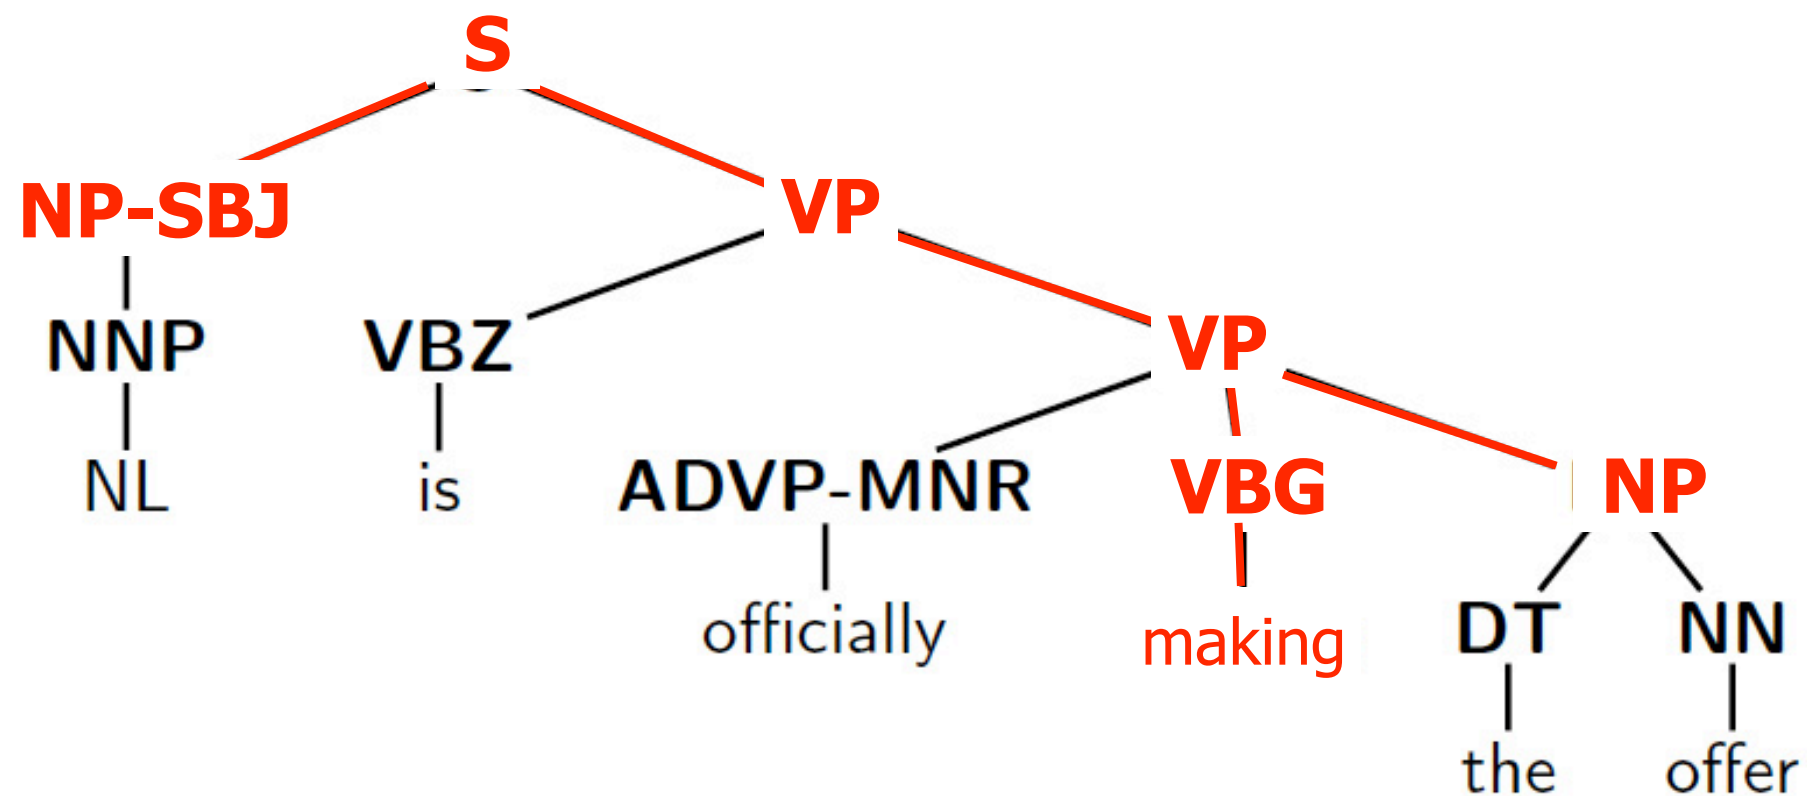 S
NP-SBJ VP
NNP VBZ VP
NL is ADVP-MNR VBG NP
officially making DT NN
the offer